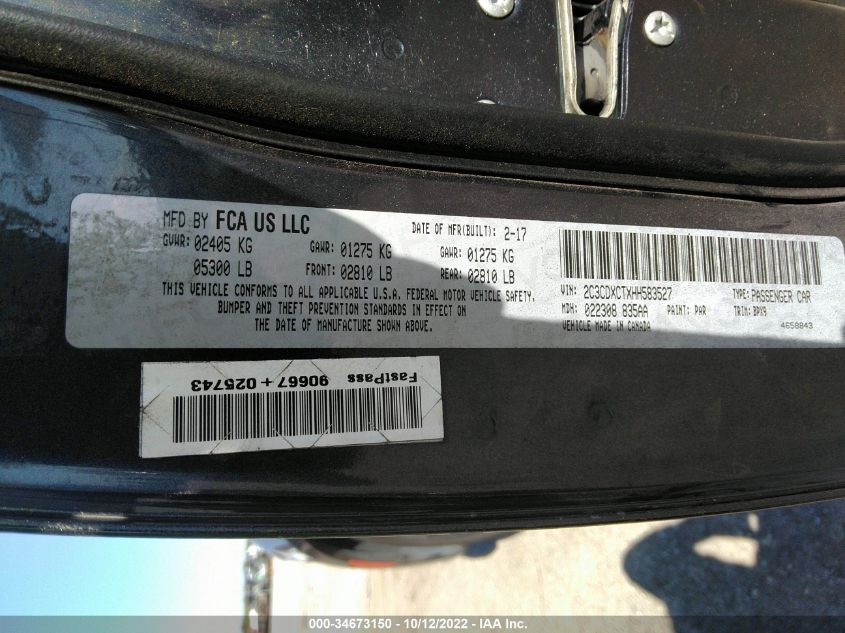 MFD BY FCA US LLC DATE OF MFR(BUILT): 2-17
GVWR: 02405 KG GAWR: 01275 KG GAWR: 01275 KG
05300 LB FRONT: 02810 LB REAR: 02810 LB
THIS VEHICLE CONFORMS TO ALL APPLICABLE U.S.A. FEDERAL MOTOR VEHICLE SAFETY,
BUMPER AND THEFT PREVENTION STANDARDS IN EFFECT ON
THE DATE OF MANUFACTURE SHOWN ABOVE.
VIN: 2C3CDXCTXHH583527 TYPE: PASSENGER CAR
MDH: 022308 835AA PAINT: PAR TRIM: BPX9
VEHICLE MADE IN CANADA 4658843
FastPass 90667 + 025743
000-34673150 - 10/12/2022 - IAA Inc.